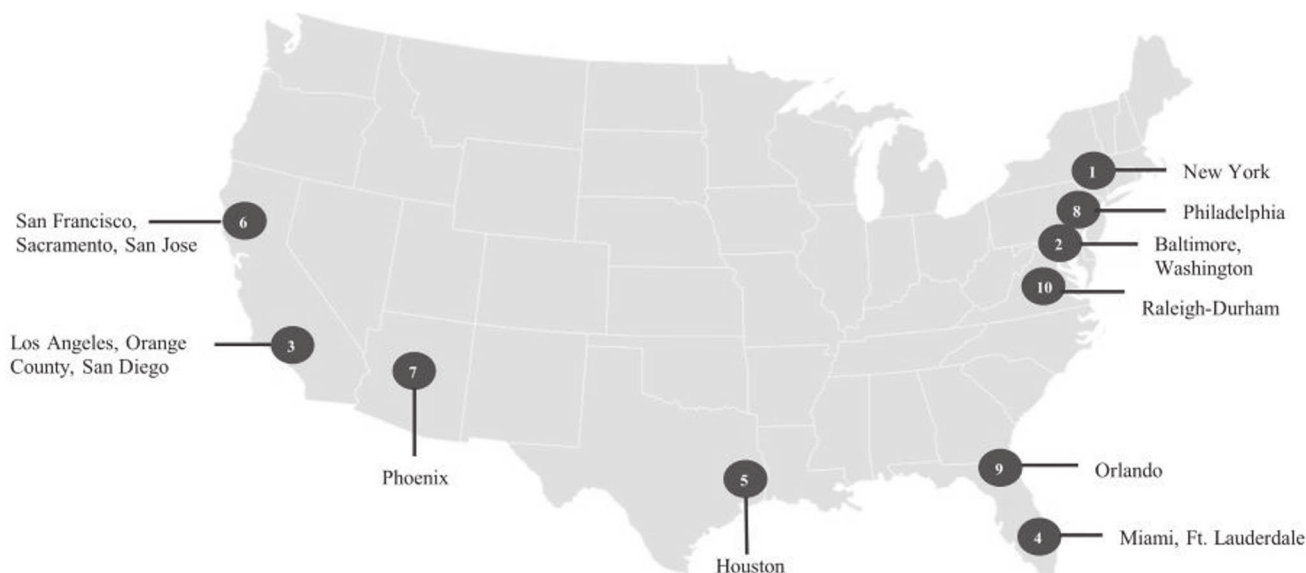 1
New York
8
Philadelphia
6
San Francisco,
Sacramento, San Jose
2
Baltimore,
Washington
10
Raleigh-Durham
3
Los Angeles, Orange
County, San Diego
7
Phoenix
9
Orlando
5
Houston
4
Miami, Ft. Lauderdale